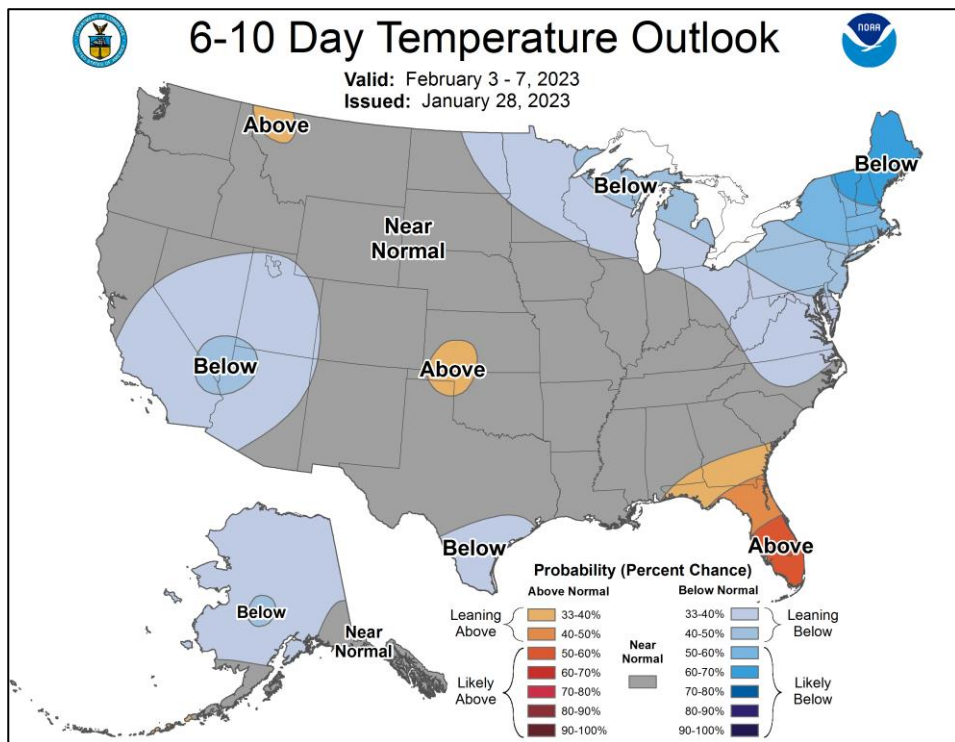 6-10 Day Temperature Outlook
NOAA
Valid: February 3 - 7, 2023
Issued: January 28, 2023
Above
Below
Below
Near
Normal
Below
Above
Below
Above
Below
Near
Normal
Probability (Percent Chance)
Above Normal
Below Normal
Leaning
Above
33-40%
40-50%
Likely
Above
50-60%
60-70%
70-80%
80-90%
90-100%
Near
Normal
33-40%
40-50%
Leaning
Below
50-60%
60-70%
70-80%
80-90%
90-100%
Likely
Below